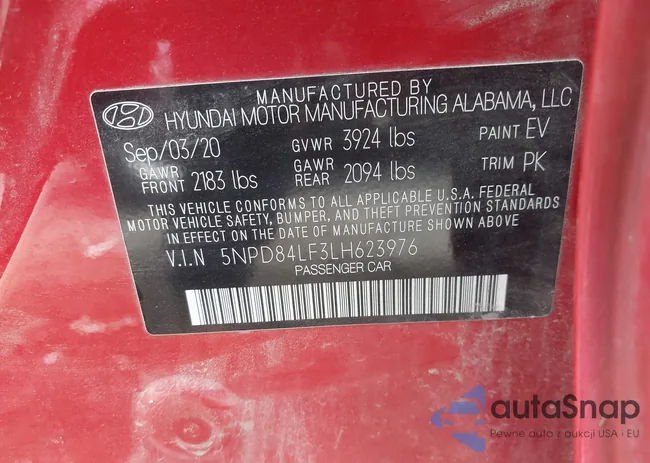 MANUFACTURED BY
HYUNDAI MOTOR MANUFACTURING ALABAMA, LLC
Sep/03/20 GVWR 3924 lbs PAINT EV
GAWR FRONT 2183 lbs GAWR REAR 2094 lbs TRIM PK
THIS VEHICLE CONFORMS TO ALL APPLICABLE U.S.A. FEDERAL
MOTOR VEHICLE SAFETY, BUMPER, AND THEFT PREVENTION STANDARDS
IN EFFECT ON THE DATE OF MANUFACTURE SHOWN ABOVE
V.I.N 5NPD84LF3LH623976
PASSENGER CAR
autaSnap
Pewne auto z aukcji USA · EU